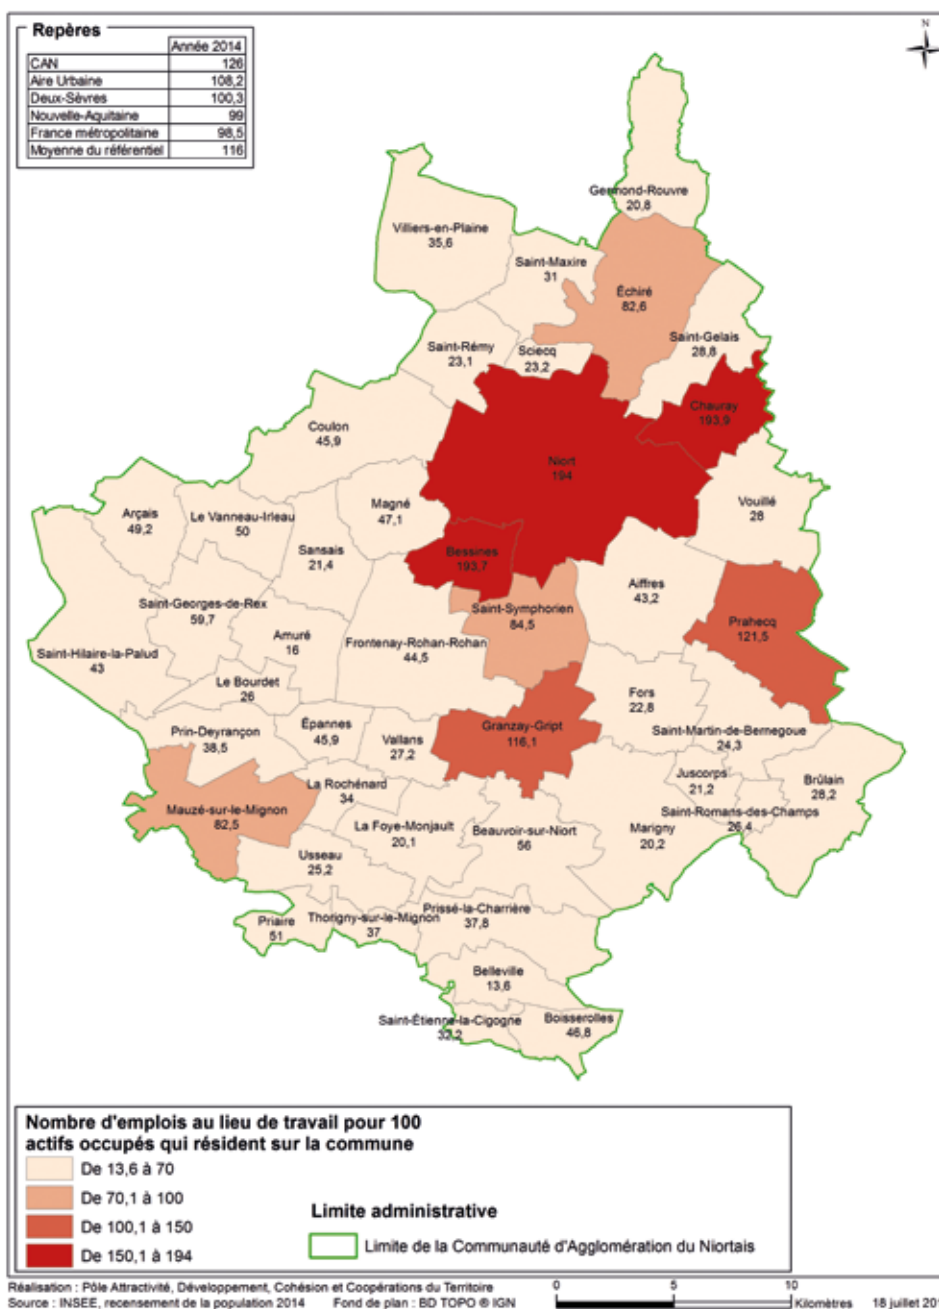 Repères
Année 2014
CAN 126
Aire Urbaine 108,2
Deux-Sèvres 100,3
Nouvelle-Aquitaine 99
France métropolitaine 98,5
Moyenne du référentiel 116
N
Germond-Rouvre
20,8
Villiers-en-Plaine
35,6
Saint-Maxire
31
Échiré
82,6
Saint-Gelais
28,8
Saint-Rémy
23,1
Sciecq
23,2
Chauray
193,9
Coulon
45,9
Niort
194
Magné
47,1
Vouillé
28
Arçais
49,2
Le Vanneau-Irleau
50
Sansais
21,4
Bessines
193,7
Aiffres
43,2
Prahecq
121,5
Saint-Georges-de-Rex
59,7
Saint-Symphorien
84,5
Amuré
16
Frontenay-Rohan-Rohan
44,5
Saint-Hilaire-la-Palud
43
Le Bourdet
26
Fors
22,8
Prin-Deyrançon
38,5
Épannes
45,9
Vallans
27,2
Granzay-Gript
116,1
Saint-Martin-de-Bernegoue
24,3
Juscorps
21,2
Brûlain
28,2
La Rochénard
34
Mauzé-sur-le-Mignon
82,5
Saint-Romans-des-Champs
26,4
La Foye-Monjault
20,1
Beauvoir-sur-Niort
56
Marigny
20,2
Usseau
25,2
Prissé-la-Charrière
37,8
Priaire
51
Thorigny-sur-le-Mignon
37
Belleville
13,6
Saint-Étienne-la-Cigogne
32,2
Boisserolles
46,8
Nombre d'emplois au lieu de travail pour 100
actifs occupés qui résident sur la commune
De 13,6 à 70
De 70,1 à 100
De 100,1 à 150
De 150,1 à 194
Limite administrative
Limite de la Communauté d'Agglomération du Niortais
Réalisation : Pôle Attractivité, Développement, Cohésion et Coopérations du Territoire
Source : INSEE, recensement de la population 2014 Fond de plan : BD TOPO ® IGN
0 5 10
Kilomètres 18 juillet 201